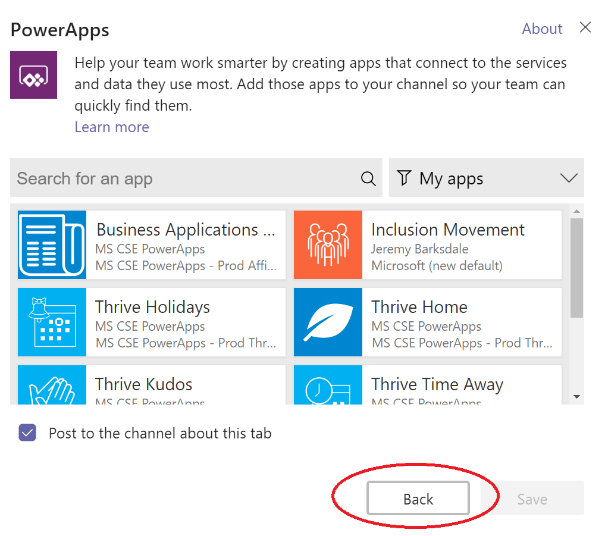 PowerApps
About
Help your team work smarter by creating apps that connect to the services
and data they use most. Add those apps to your channel so your team can
quickly find them.
Learn more
Search for an app
My apps
Business Applications ...
MS CSE PowerApps
MS CSE PowerApps - Prod Affi...
Inclusion Movement
Jeremy Barksdale
Microsoft (new default)
Thrive Holidays
MS CSE PowerApps
MS CSE PowerApps - Prod Thr...
Thrive Home
MS CSE PowerApps
MS CSE PowerApps - Prod Thr...
Thrive Kudos
MS CSE PowerApps
Thrive Time Away
MS CSE PowerApps
Post to the channel about this tab
Back
Save